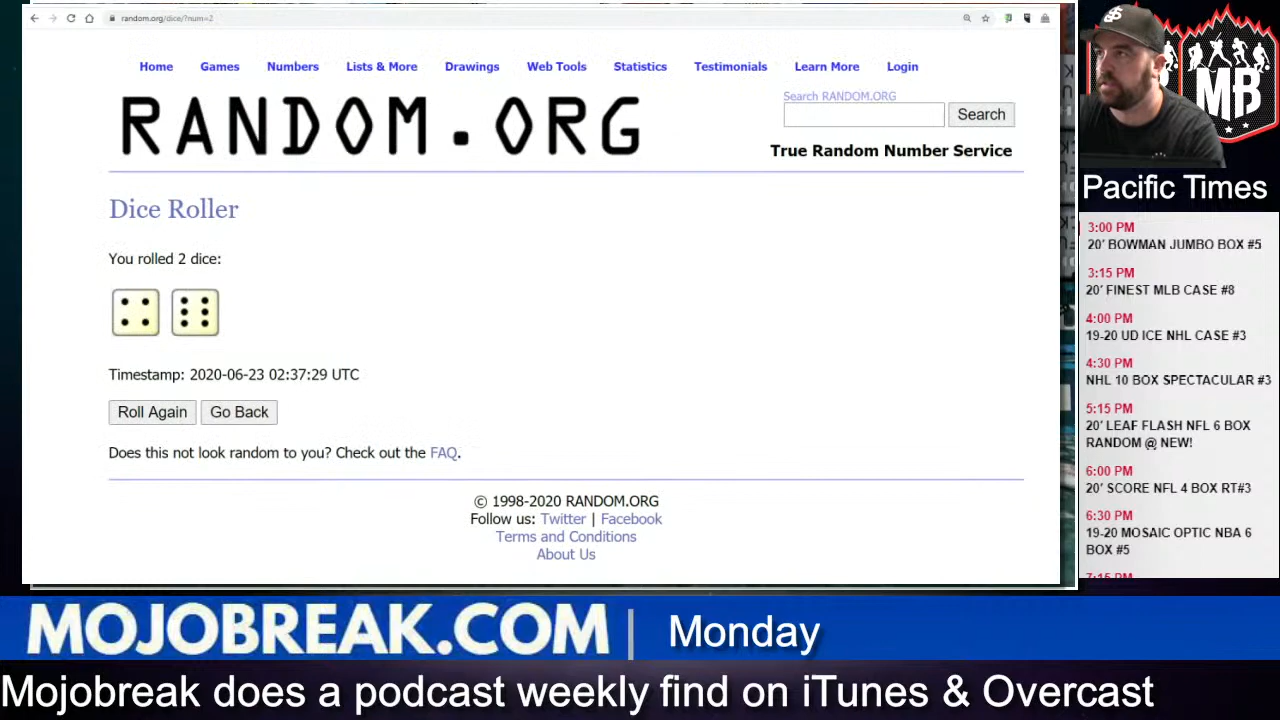 random.org/dice/?num=2
Home Games Numbers Lists & More Drawings Web Tools Statistics Testimonials Learn More Login
RANDOM.ORG
Search RANDOM.ORG
Search
True Random Number Service
Dice Roller
You rolled 2 dice:
Timestamp: 2020-06-23 02:37:29 UTC
Roll Again Go Back
Does this not look random to you? Check out the FAQ.
© 1998-2020 RANDOM.ORG
Follow us: Twitter | Facebook
Terms and Conditions
About Us
MB
Pacific Times
3:00 PM
20' BOWMAN JUMBO BOX #5
3:15 PM
20' FINEST MLB CASE #8
4:00 PM
19-20 UD ICE NHL CASE #3
4:30 PM
NHL 10 BOX SPECTACULAR #3
5:15 PM
20' LEAF FLASH NFL 6 BOX
RANDOM @ NEW!
6:00 PM
20' SCORE NFL 4 BOX RT#3
6:30 PM
19-20 MOSAIC OPTIC NBA 6
BOX #5
7:15 PM
MOJOBREAK.COM | Monday
Mojobreak does a podcast weekly find on iTunes & Overcast